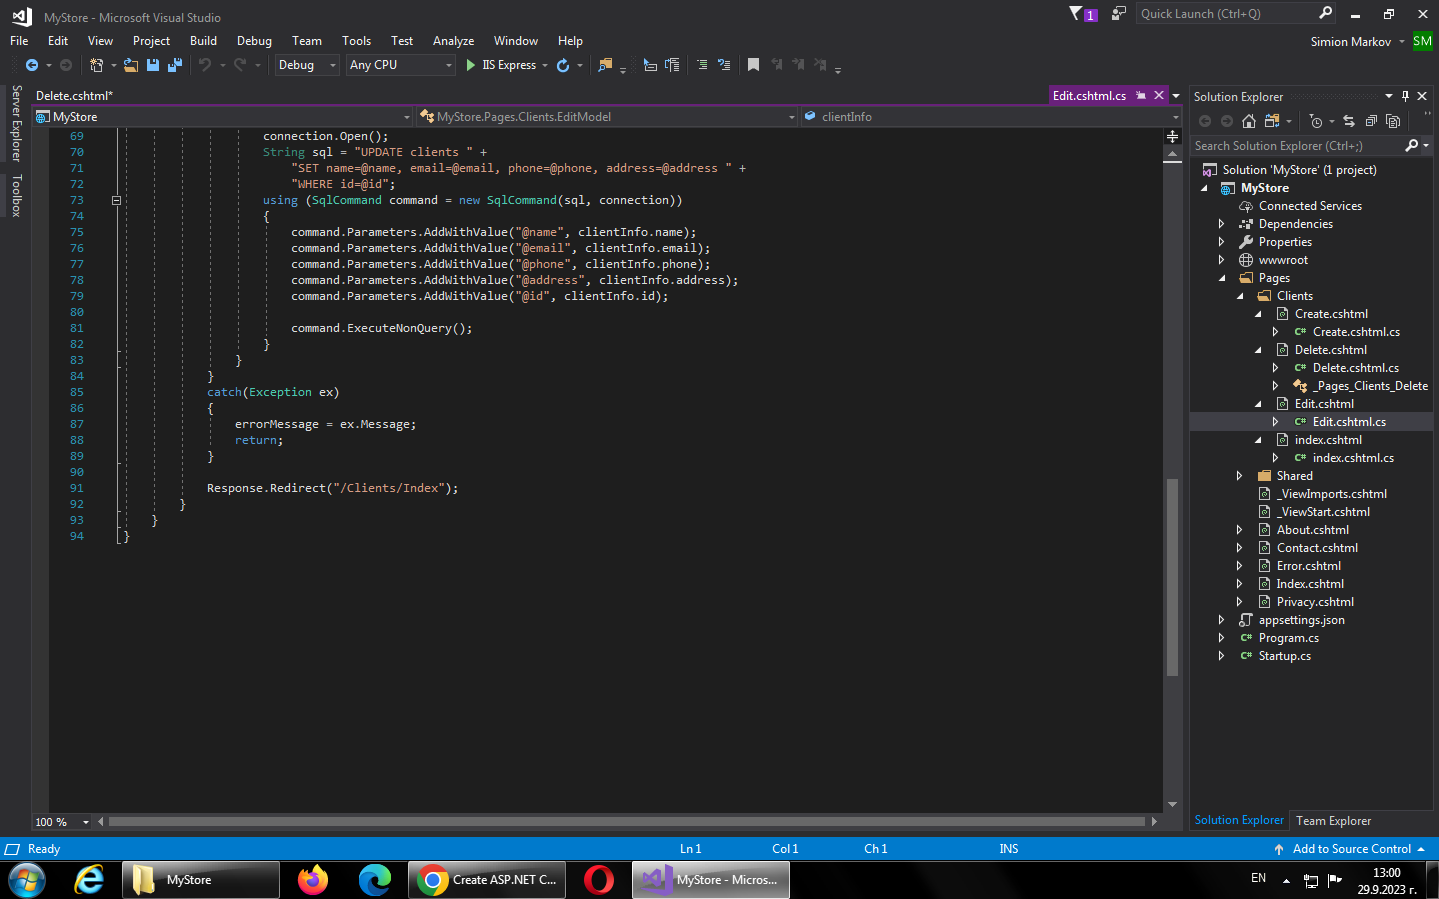 MyStore - Microsoft Visual Studio
1
Quick Launch (Ctrl+Q)
File Edit View Project Build Debug Team Tools Test Analyze Window Help
Simion Markov SM
Debug Any CPU IIS Express
Server Explorer
Toolbox
Delete.cshtml*
Edit.cshtml.cs
MyStore
MyStore.Pages.Clients.EditModel
clientInfo
69 connection.Open();
70 String sql = "UPDATE clients " +
71 "SET name=@name, email=@email, phone=@phone, address=@address " +
72 "WHERE id=@id";
73 using (SqlCommand command = new SqlCommand(sql, connection))
74 {
75 command.Parameters.AddWithValue("@name", clientInfo.name);
76 command.Parameters.AddWithValue("@email", clientInfo.email);
77 command.Parameters.AddWithValue("@phone", clientInfo.phone);
78 command.Parameters.AddWithValue("@address", clientInfo.address);
79 command.Parameters.AddWithValue("@id", clientInfo.id);
80
81 command.ExecuteNonQuery();
82 }
83 }
84 }
85 catch(Exception ex)
86 {
87 errorMessage = ex.Message;
88 return;
89 }
90
91 Response.Redirect("/Clients/Index");
92 }
93 }
94 }
100 %
Solution Explorer
Search Solution Explorer (Ctrl+;)
Solution 'MyStore' (1 project)
MyStore
Connected Services
Dependencies
Properties
wwwroot
Pages
Clients
Create.cshtml
C# Create.cshtml.cs
Delete.cshtml
C# Delete.cshtml.cs
_Pages_Clients_Delete
Edit.cshtml
C# Edit.cshtml.cs
index.cshtml
C# index.cshtml.cs
Shared
_ViewImports.cshtml
_ViewStart.cshtml
About.cshtml
Contact.cshtml
Error.cshtml
Index.cshtml
Privacy.cshtml
appsettings.json
C# Program.cs
C# Startup.cs
Solution Explorer Team Explorer
Ready Ln 1 Col 1 Ch 1 INS Add to Source Control
MyStore
Create ASP.NET C...
MyStore - Micros...
EN
13:00
29.9.2023 г.